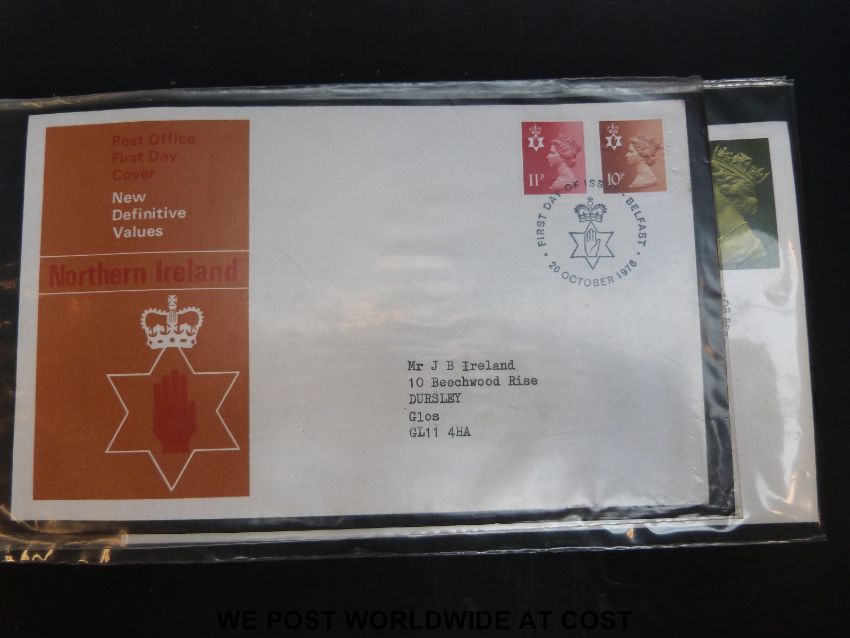 Post Office
First Day
Cover
New
Definitive
Values
Northern Ireland
11P
10P
FIRST DAY OF ISSUE · BELFAST
· 20 OCTOBER 1976 ·
Mr J B Ireland
10 Beechwood Rise
DURSLEY
Glos
GL11 4HA
WE POST WORLDWIDE AT COST